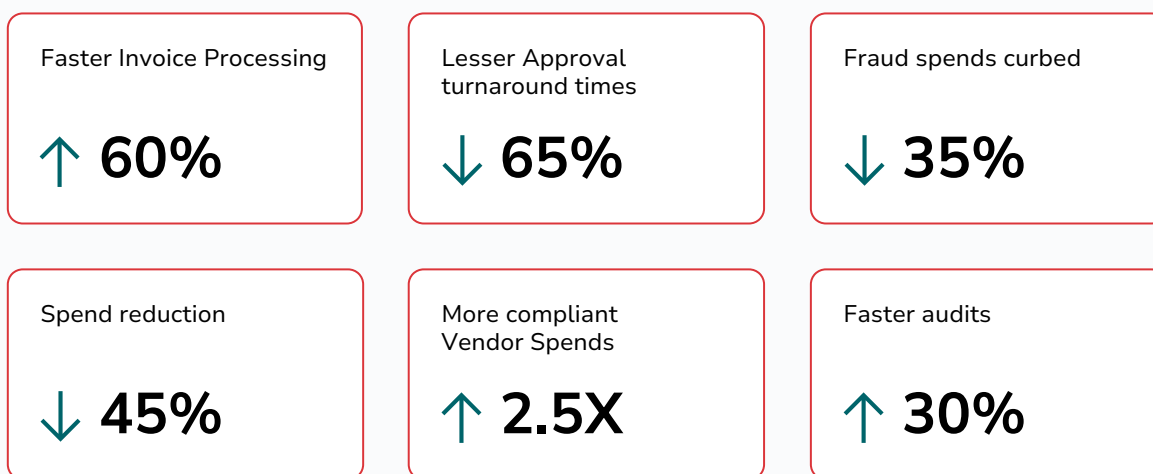 Faster Invoice Processing
↑ 60%
Lesser Approval
turnaround times
↓ 65%
Fraud spends curbed
↓ 35%
Spend reduction
↓ 45%
More compliant
Vendor Spends
↑ 2.5X
Faster audits
↑ 30%